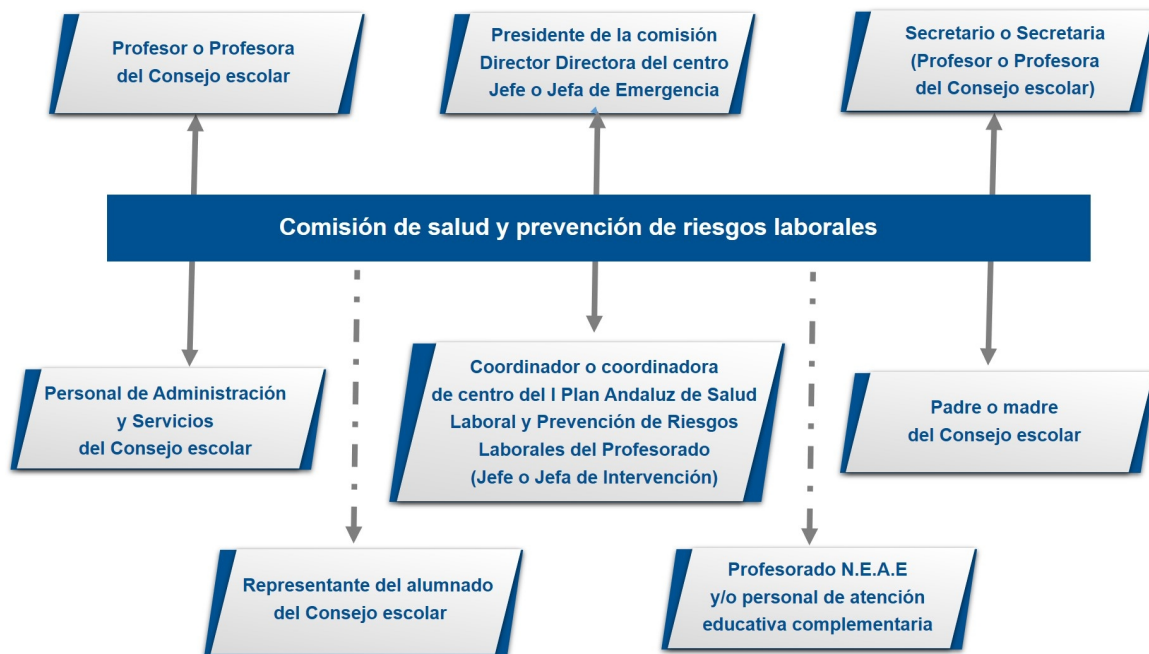 Profesor o Profesora
del Consejo escolar
Presidente de la comisión
Director Directora del centro
Jefe o Jefa de Emergencia
Secretario o Secretaria
(Profesor o Profesora
del Consejo escolar)
Comisión de salud y prevención de riesgos laborales
Personal de Administración
y Servicios
del Consejo escolar
Coordinador o coordinadora
de centro del I Plan Andaluz de Salud
Laboral y Prevención de Riesgos
Laborales del Profesorado
(Jefe o Jefa de Intervención)
Padre o madre
del Consejo escolar
Representante del alumnado
del Consejo escolar
Profesorado N.E.A.E
y/o personal de atención
educativa complementaria